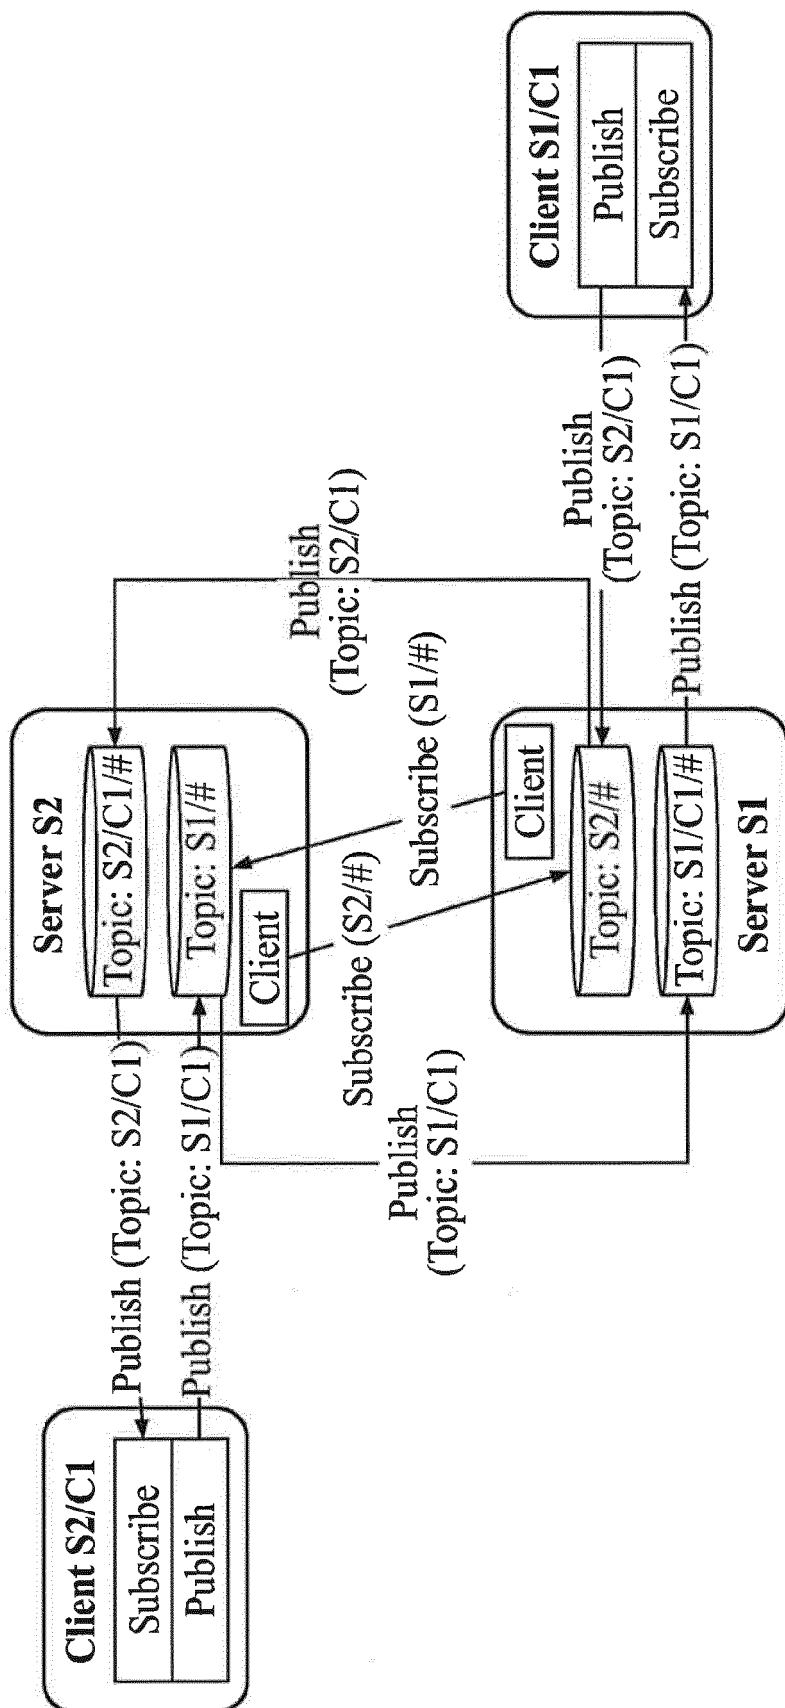 Client S2/C1
Subscribe
Publish
Publish (Topic: S2/C1)
Publish (Topic: S1/C1)
Server S2
Topic: S2/C1/#
Topic: S1/#
Client
Subscribe (S2/#)
Subscribe (S1/#)
Publish
(Topic: S1/C1)
Publish
(Topic: S2/C1)
Client
Topic: S2/#
Topic: S1/C1/#
Server S1
Publish
(Topic: S2/C1)
Publish (Topic: S1/C1)
Client S1/C1
Publish
Subscribe